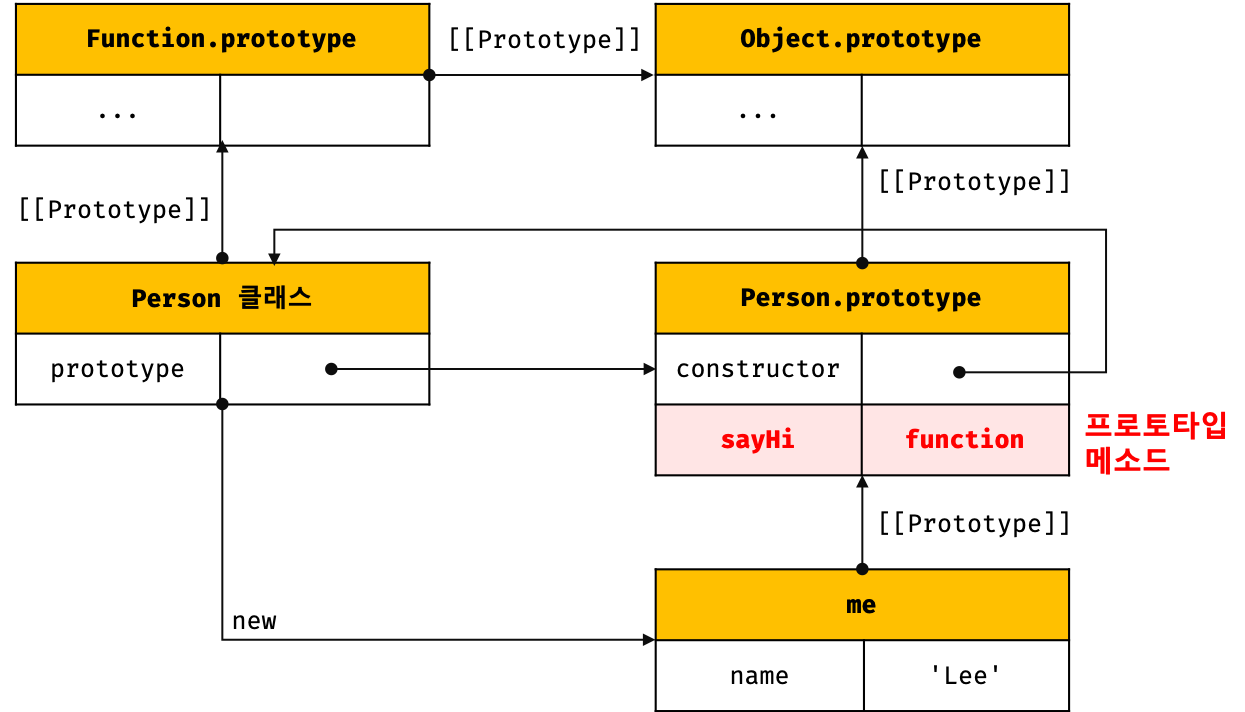 Function.prototype
[[Prototype]]
Object.prototype
...
...
[[Prototype]]
[[Prototype]]
Person 클래스
Person.prototype
prototype
constructor
sayHi
function
프로토타입
메소드
[[Prototype]]
new
me
name
'Lee'